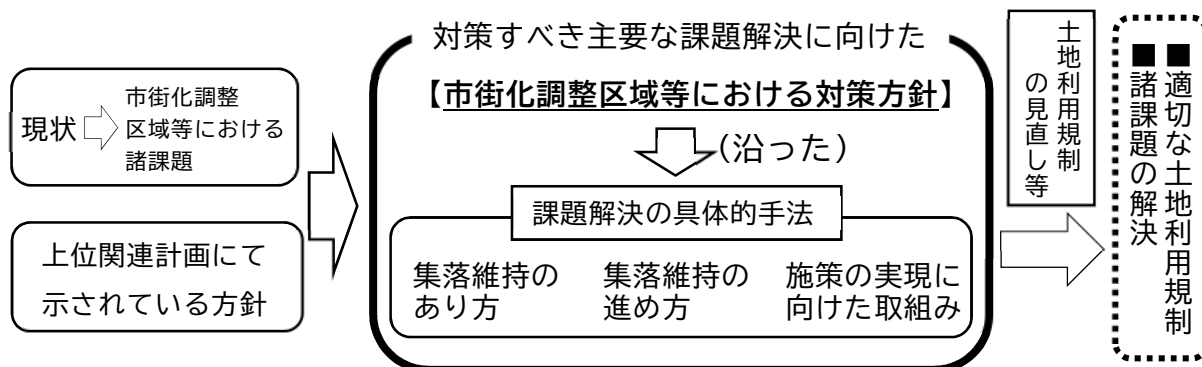 現状
市街化調整
区域等における
諸課題
上位関連計画にて
示されている方針
対策すべき主要な課題解決に向けた
【市街化調整区域等における対策方針】
(沿った)
課題解決の具体的手法
集落維持の
あり方
集落維持の
進め方
施策の実現に
向けた取組み
土地利用規制
の見直し等
■適切な土地利用規制
■諸課題の解決